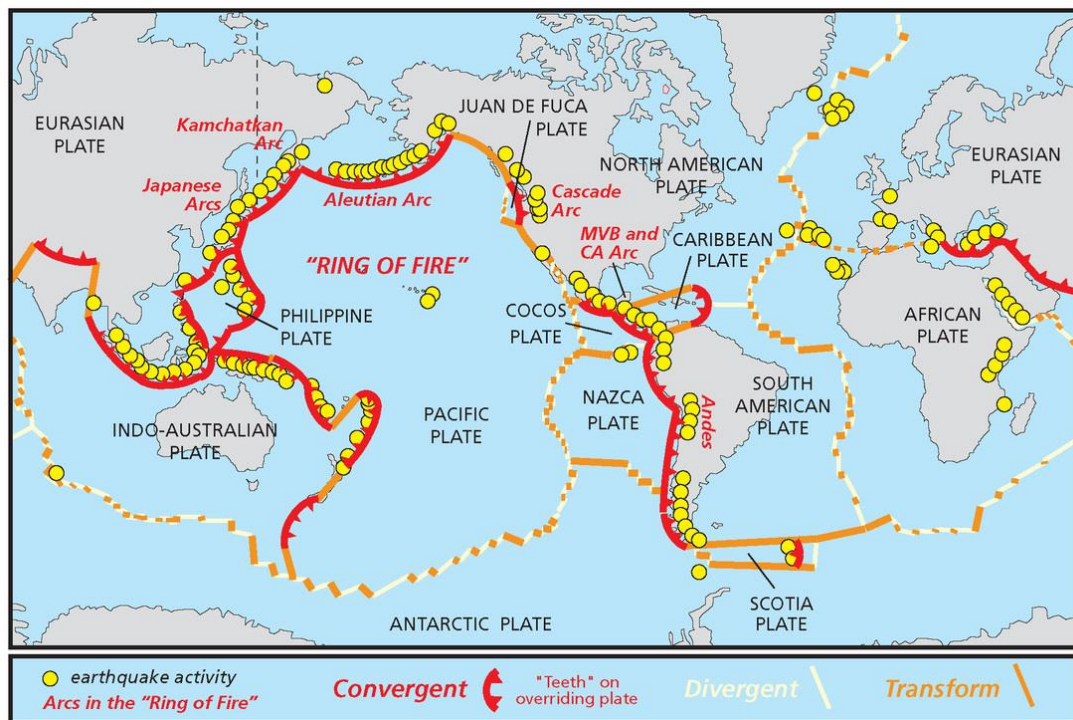 EURASIAN
PLATE
Kamchatkan
Arc
Japanese
Arcs
Aleutian Arc
JUAN DE FUCA
PLATE
NORTH AMERICAN
PLATE
Cascade
Arc
MVB and
CA Arc
CARIBBEAN
PLATE
EURASIAN
PLATE
"RING OF FIRE"
PHILIPPINE
PLATE
COCOS
PLATE
AFRICAN
PLATE
INDO-AUSTRALIAN
PLATE
PACIFIC
PLATE
NAZCA
PLATE
Andes
SOUTH
AMERICAN
PLATE
ANTARCTIC PLATE
SCOTIA
PLATE
earthquake activity
Arcs in the "Ring of Fire"
Convergent
"Teeth" on
overriding plate
Divergent
Transform